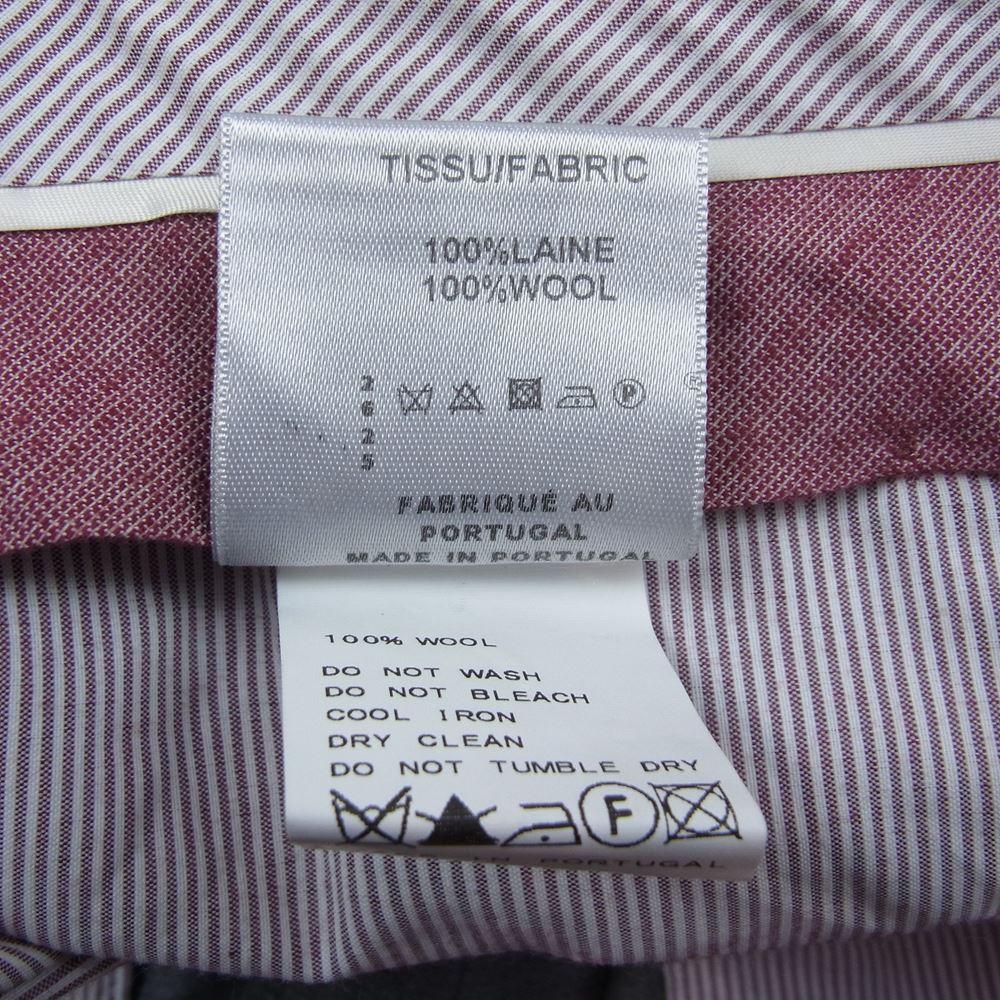 TISSU/FABRIC
100%LAINE
100%WOOL
2
6
2
5
P
FABRIQUÉ AU
PORTUGAL
MADE IN PORTUGAL
100% WOOL
DO NOT WASH
DO NOT BLEACH
COOL IRON
DRY CLEAN
DO NOT TUMBLE DRY
F
IN PORTUGAL